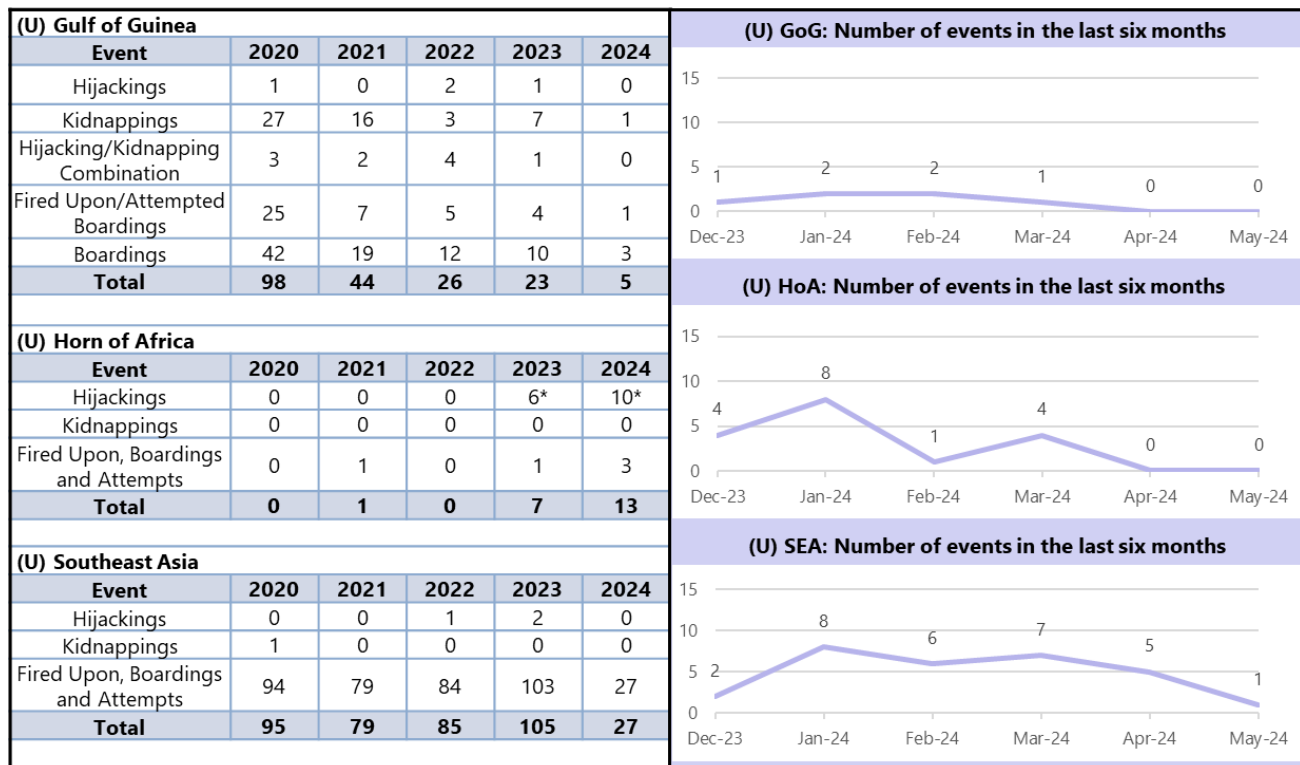 (U) Gulf of Guinea
Event 2020 2021 2022 2023 2024
Hijackings 1 0 2 1 0
Kidnappings 27 16 3 7 1
Hijacking/Kidnapping
Combination 3 2 4 1 0
Fired Upon/Attempted
Boardings 25 7 5 4 1
Boardings 42 19 12 10 3
Total 98 44 26 23 5
(U) Horn of Africa
Event 2020 2021 2022 2023 2024
Hijackings 0 0 0 6* 10*
Kidnappings 0 0 0 0 0
Fired Upon, Boardings
and Attempts 0 1 0 1 3
Total 0 1 0 7 13
(U) Southeast Asia
Event 2020 2021 2022 2023 2024
Hijackings 0 0 1 2 0
Kidnappings 1 0 0 0 0
Fired Upon, Boardings
and Attempts 94 79 84 103 27
Total 95 79 85 105 27
(U) GoG: Number of events in the last six months
15
10
5
0
1 2 2 1 0 0
Dec-23 Jan-24 Feb-24 Mar-24 Apr-24 May-24
(U) HoA: Number of events in the last six months
15
10
5
0
4 8 1 4 0 0
Dec-23 Jan-24 Feb-24 Mar-24 Apr-24 May-24
(U) SEA: Number of events in the last six months
15
10
5
0
2 8 6 7 5 1
Dec-23 Jan-24 Feb-24 Mar-24 Apr-24 May-24